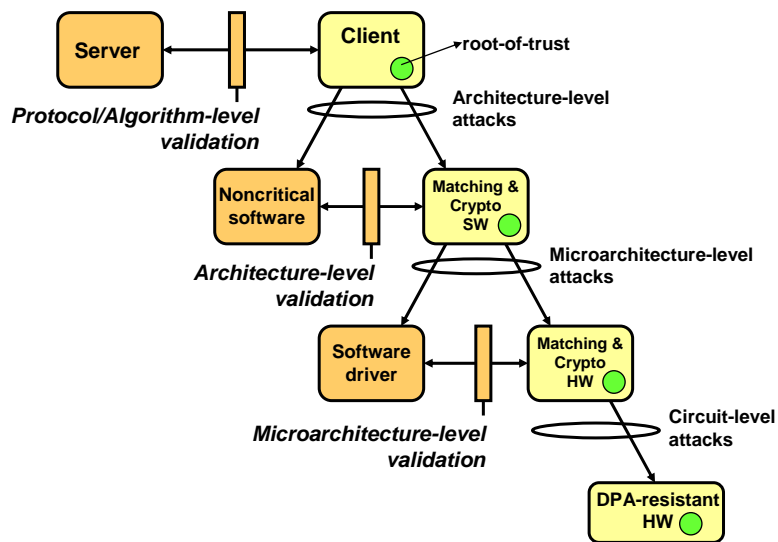 Server
Client
root-of-trust
Protocol/Algorithm-level
validation
Architecture-level
attacks
Noncritical
software
Matching &
Crypto
SW
Architecture-level
validation
Microarchitecture-level
attacks
Software
driver
Matching &
Crypto
HW
Microarchitecture-level
validation
Circuit-level
attacks
DPA-resistant
HW